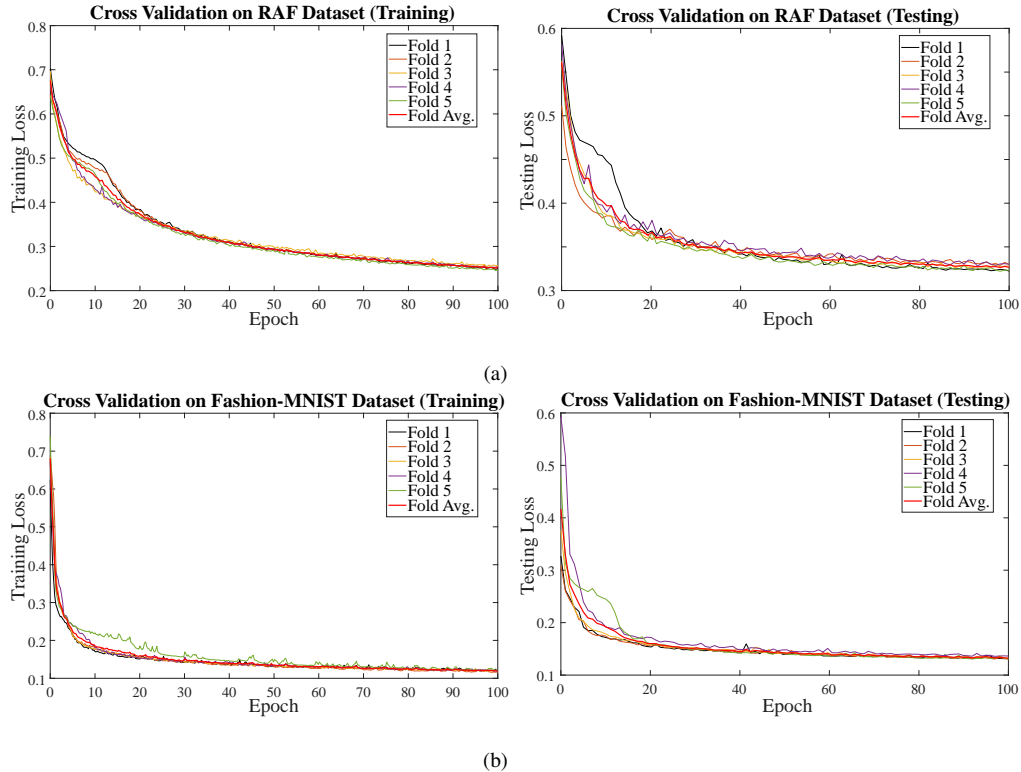 Cross Validation on RAF Dataset (Training)
0.8
0.7
0.6
0.5
0.4
0.3
0.2
Training Loss
0 10 20 30 40 50 60 70 80 90 100
Epoch
Fold 1
Fold 2
Fold 3
Fold 4
Fold 5
Fold Avg.
Cross Validation on RAF Dataset (Testing)
0.6
0.5
0.4
0.3
Testing Loss
0 20 40 60 80 100
Epoch
Fold 1
Fold 2
Fold 3
Fold 4
Fold 5
Fold Avg.
(a)
Cross Validation on Fashion-MNIST Dataset (Training)
0.8
0.7
0.6
0.5
0.4
0.3
0.2
0.1
Training Loss
0 10 20 30 40 50 60 70 80 90 100
Epoch
Fold 1
Fold 2
Fold 3
Fold 4
Fold 5
Fold Avg.
Cross Validation on Fashion-MNIST Dataset (Testing)
0.6
0.5
0.4
0.3
0.2
0.1
Testing Loss
0 20 40 60 80 100
Epoch
Fold 1
Fold 2
Fold 3
Fold 4
Fold 5
Fold Avg.
(b)